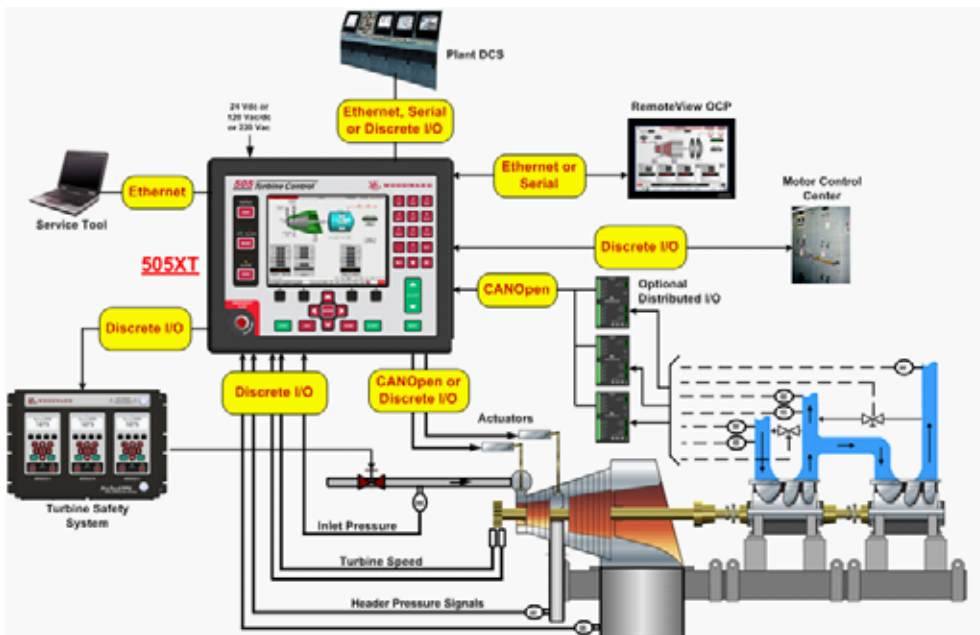 Plant DCS
24 Vdc or
120 Vac/dc
or 220 Vac
Ethernet, Serial
or Discrete I/O
RemoteView OCP
Ethernet or
Serial
Motor Control
Center
Ethernet
Service Tool
505 Turbine Control
WOODWARD
505XT
Discrete I/O
CANOpen
Optional
Distributed I/O
Discrete I/O
Discrete I/O
CANOpen or
Discrete I/O
Actuators
Turbine Safety
System
Inlet Pressure
Turbine Speed
Header Pressure Signals